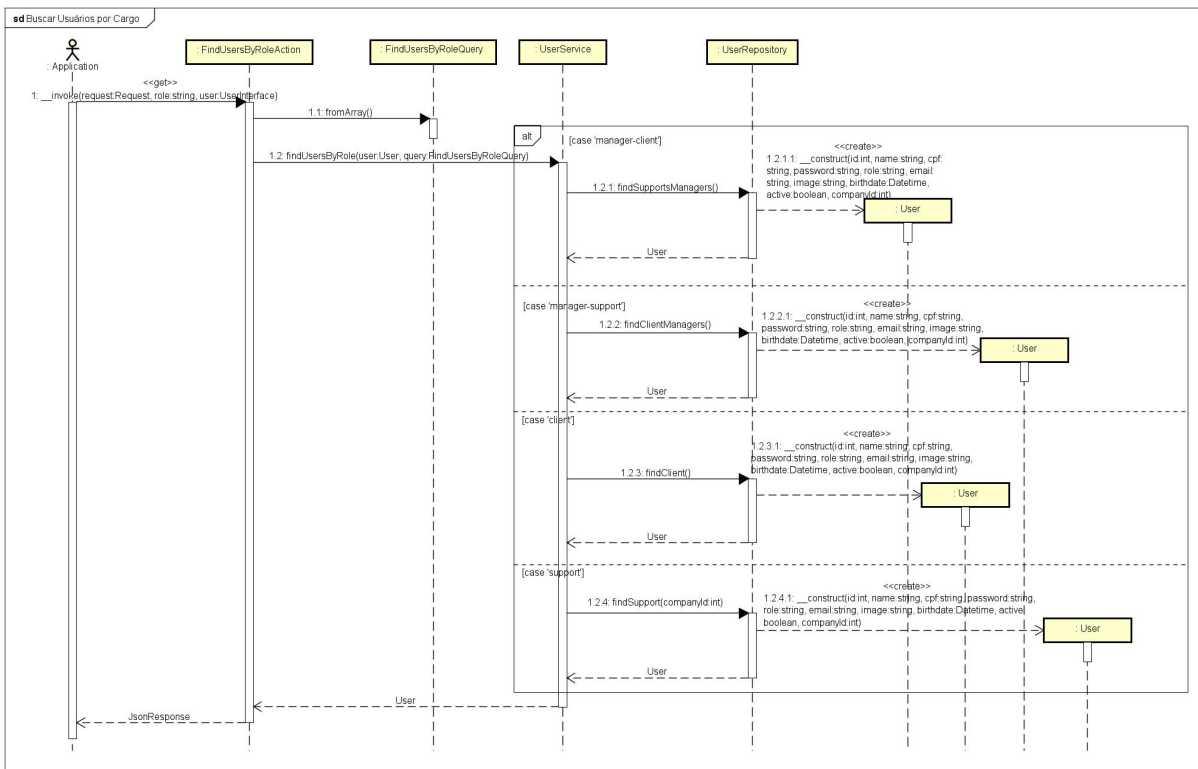 sd Buscar Usuários por Cargo
: Application
: FindUsersByRoleAction
: FindUsersByRoleQuery
: UserService
: UserRepository
<<get>>
1: __invoke(request:Request, role:string, user:UserInterface)
1.1: fromArray()
1.2: findUsersByRole(user:User, query:FindUsersByRoleQuery)
alt
[case 'manager-client']
<<create>>
1.2.1.1: __construct(id:int, name:string, cpf:
string, password:string, role:string, email:
string, image:string, birthdate:Datetime,
active:boolean, companyId:int)
1.2.1: findSupportsManagers()
: User
User
[case 'manager-support']
<<create>>
1.2.2.1: __construct(id:int, name:string, cpf:string,
password:string, role:string, email:string, image:string,
birthdate:Datetime, active:boolean, companyId:int)
1.2.2: findClientManagers()
: User
User
[case 'client']
<<create>>
1.2.3.1: __construct(id:int, name:string, cpf:string,
password:string, role:string, email:string, image:string,
birthdate:Datetime, active:boolean, companyId:int)
1.2.3: findClient()
: User
User
[case 'support']
<<create>>
1.2.4.1: __construct(id:int, name:string, cpf:string, password:string,
role:string, email:string, image:string, birthdate:Datetime, active:
boolean, companyId:int)
1.2.4: findSupport(companyId:int)
: User
User
User
JsonResponse